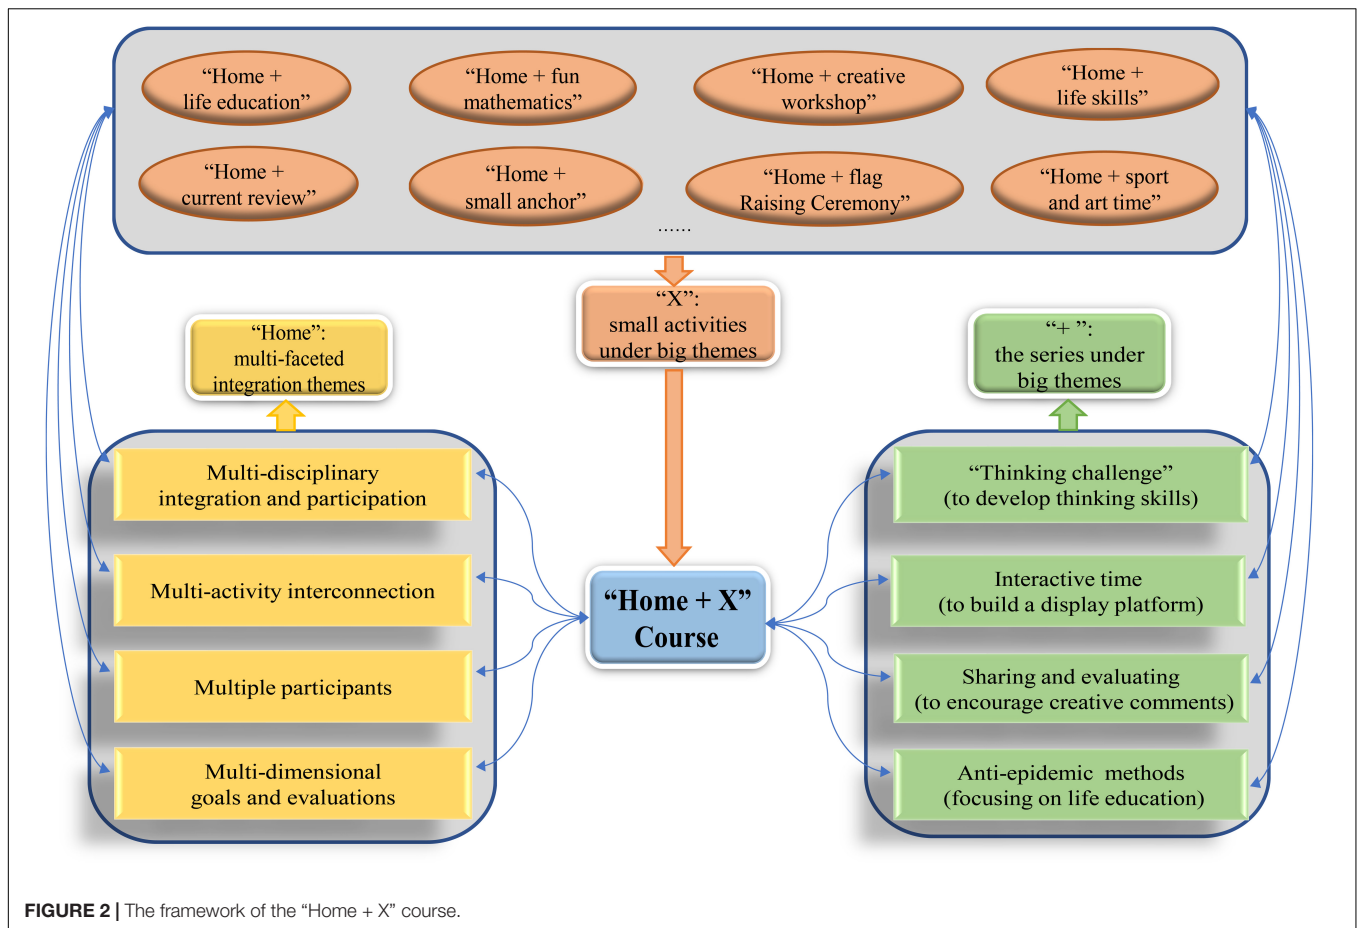 “Home +
life education”
“Home + fun
mathematics”
“Home + creative
workshop”
“Home +
life skills”
“Home +
current review”
“Home +
small anchor”
“Home + flag
Raising Ceremony”
“Home + sport
and art time”
......
“X”:
small activities
under big themes
“Home”:
multi-faceted
integration themes
“+ ”:
the series under
big themes
Multi-disciplinary
integration and participation
Multi-activity interconnection
Multiple participants
Multi-dimensional
goals and evaluations
“Home + X”
Course
“Thinking challenge”
(to develop thinking skills)
Interactive time
(to build a display platform)
Sharing and evaluating
(to encourage creative comments)
Anti-epidemic methods
(focusing on life education)
FIGURE 2 | The framework of the “Home + X” course.